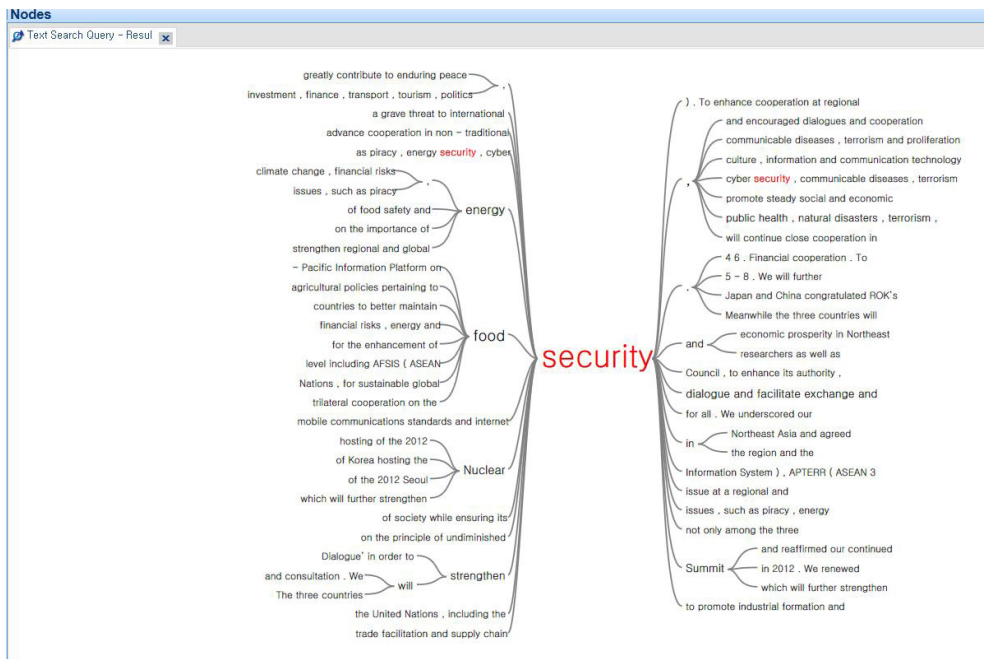 Nodes
Text Search Query - Resul
greatly contribute to enduring peace
investment , finance , transport , tourism , politics
,
a grave threat to international
advance cooperation in non - traditional
as piracy , energy security , cyber
climate change , financial risks
issues , such as piracy
,
of food safety and
on the importance of
strengthen regional and global
energy
- Pacific Information Platform on
agricultural policies pertaining to
countries to better maintain
financial risks , energy and
for the enhancement of
level including AFSIS ( ASEAN
Nations , for sustainable global
trilateral cooperation on the
food
mobile communications standards and internet
hosting of the 2012
of Korea hosting the
of the 2012 Seoul
which will further strengthen
Nuclear
of society while ensuring its
on the principle of undiminished
Dialogue' in order to
and consultation . We
The three countries
will
strengthen
the United Nations , including the
trade facilitation and supply chain
security
) . To enhance cooperation at regional
,
and encouraged dialogues and cooperation
communicable diseases , terrorism and proliferation
culture , information and communication technology
cyber security , communicable diseases , terrorism
promote steady social and economic
public health , natural disasters , terrorism ,
will continue close cooperation in
.
4 6 . Financial cooperation . To
5 - 8 . We will further
Japan and China congratulated ROK's
Meanwhile the three countries will
and
economic prosperity in Northeast
researchers as well as
Council , to enhance its authority ,
dialogue and facilitate exchange and
for all . We underscored our
in
Northeast Asia and agreed
the region and the
Information System ) , APTERR ( ASEAN 3
issue at a regional and
issues , such as piracy , energy
not only among the three
Summit
and reaffirmed our continued
in 2012 . We renewed
which will further strengthen
to promote industrial formation and